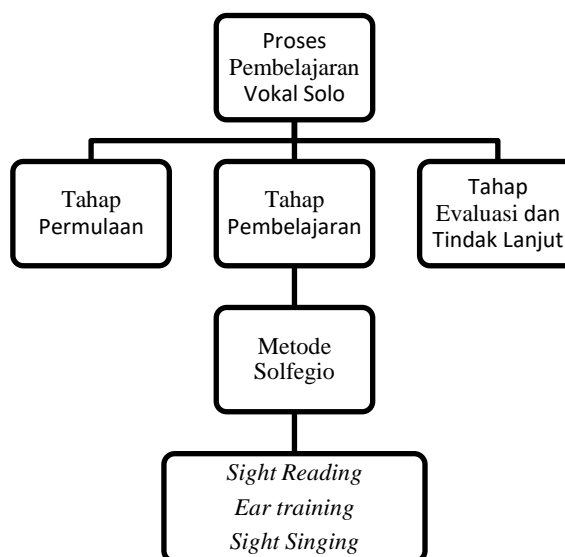 Proses
Pembelajaran
Vokal Solo
Tahap
Permulaan
Tahap
Pembelajaran
Tahap
Evaluasi dan
Tindak Lanjut
Metode
Solfegio
Sight Reading
Ear training
Sight Singing